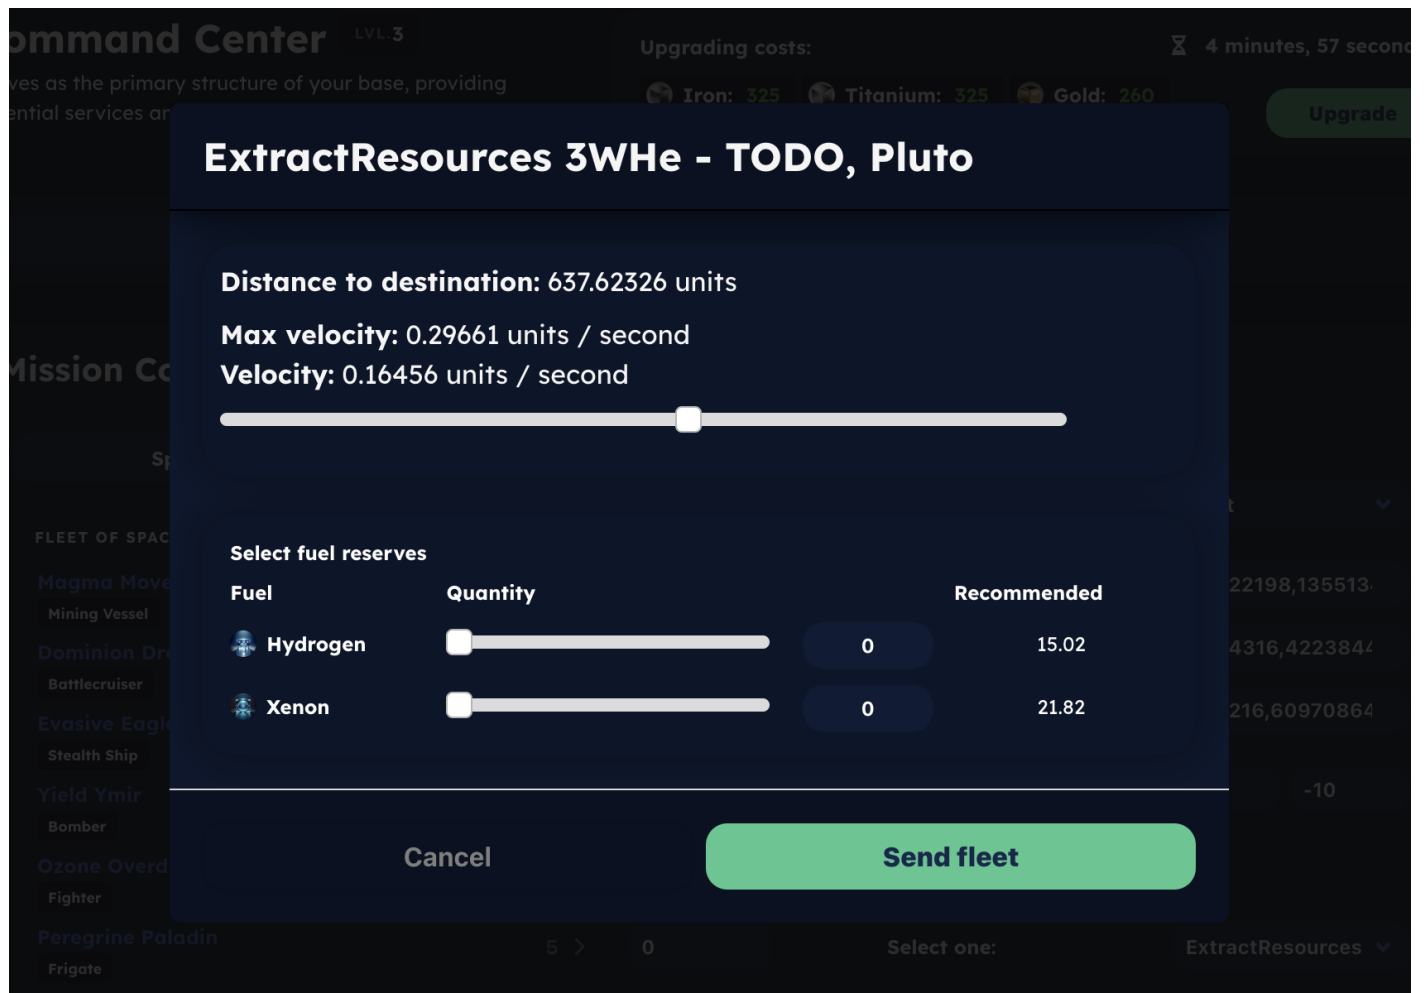 ommand Center LVL.3
ves as the primary structure of your base, providing
ential services ar
Upgrading costs:
4 minutes, 57 second
Iron: 325 Titanium: 325 Gold: 260
Upgrade
ExtractResources 3WHe - TODO, Pluto
Distance to destination: 637.62326 units
Max velocity: 0.29661 units / second
Velocity: 0.16456 units / second
Mission Co
Sp
FLEET OF SPAC
Magma Move
Mining Vessel
Dominion Dre
Battlecruiser
Evasive Eagle
Stealth Ship
Yield Ymir
Bomber
Ozone Overd
Fighter
Peregrine Paladin
Frigate
Select fuel reserves
Fuel Quantity Recommended
Hydrogen 0 15.02
Xenon 0 21.82
Cancel Send fleet
t
22198,135513
4316,4223844
216,60970864
-10
5 0 Select one: ExtractResources